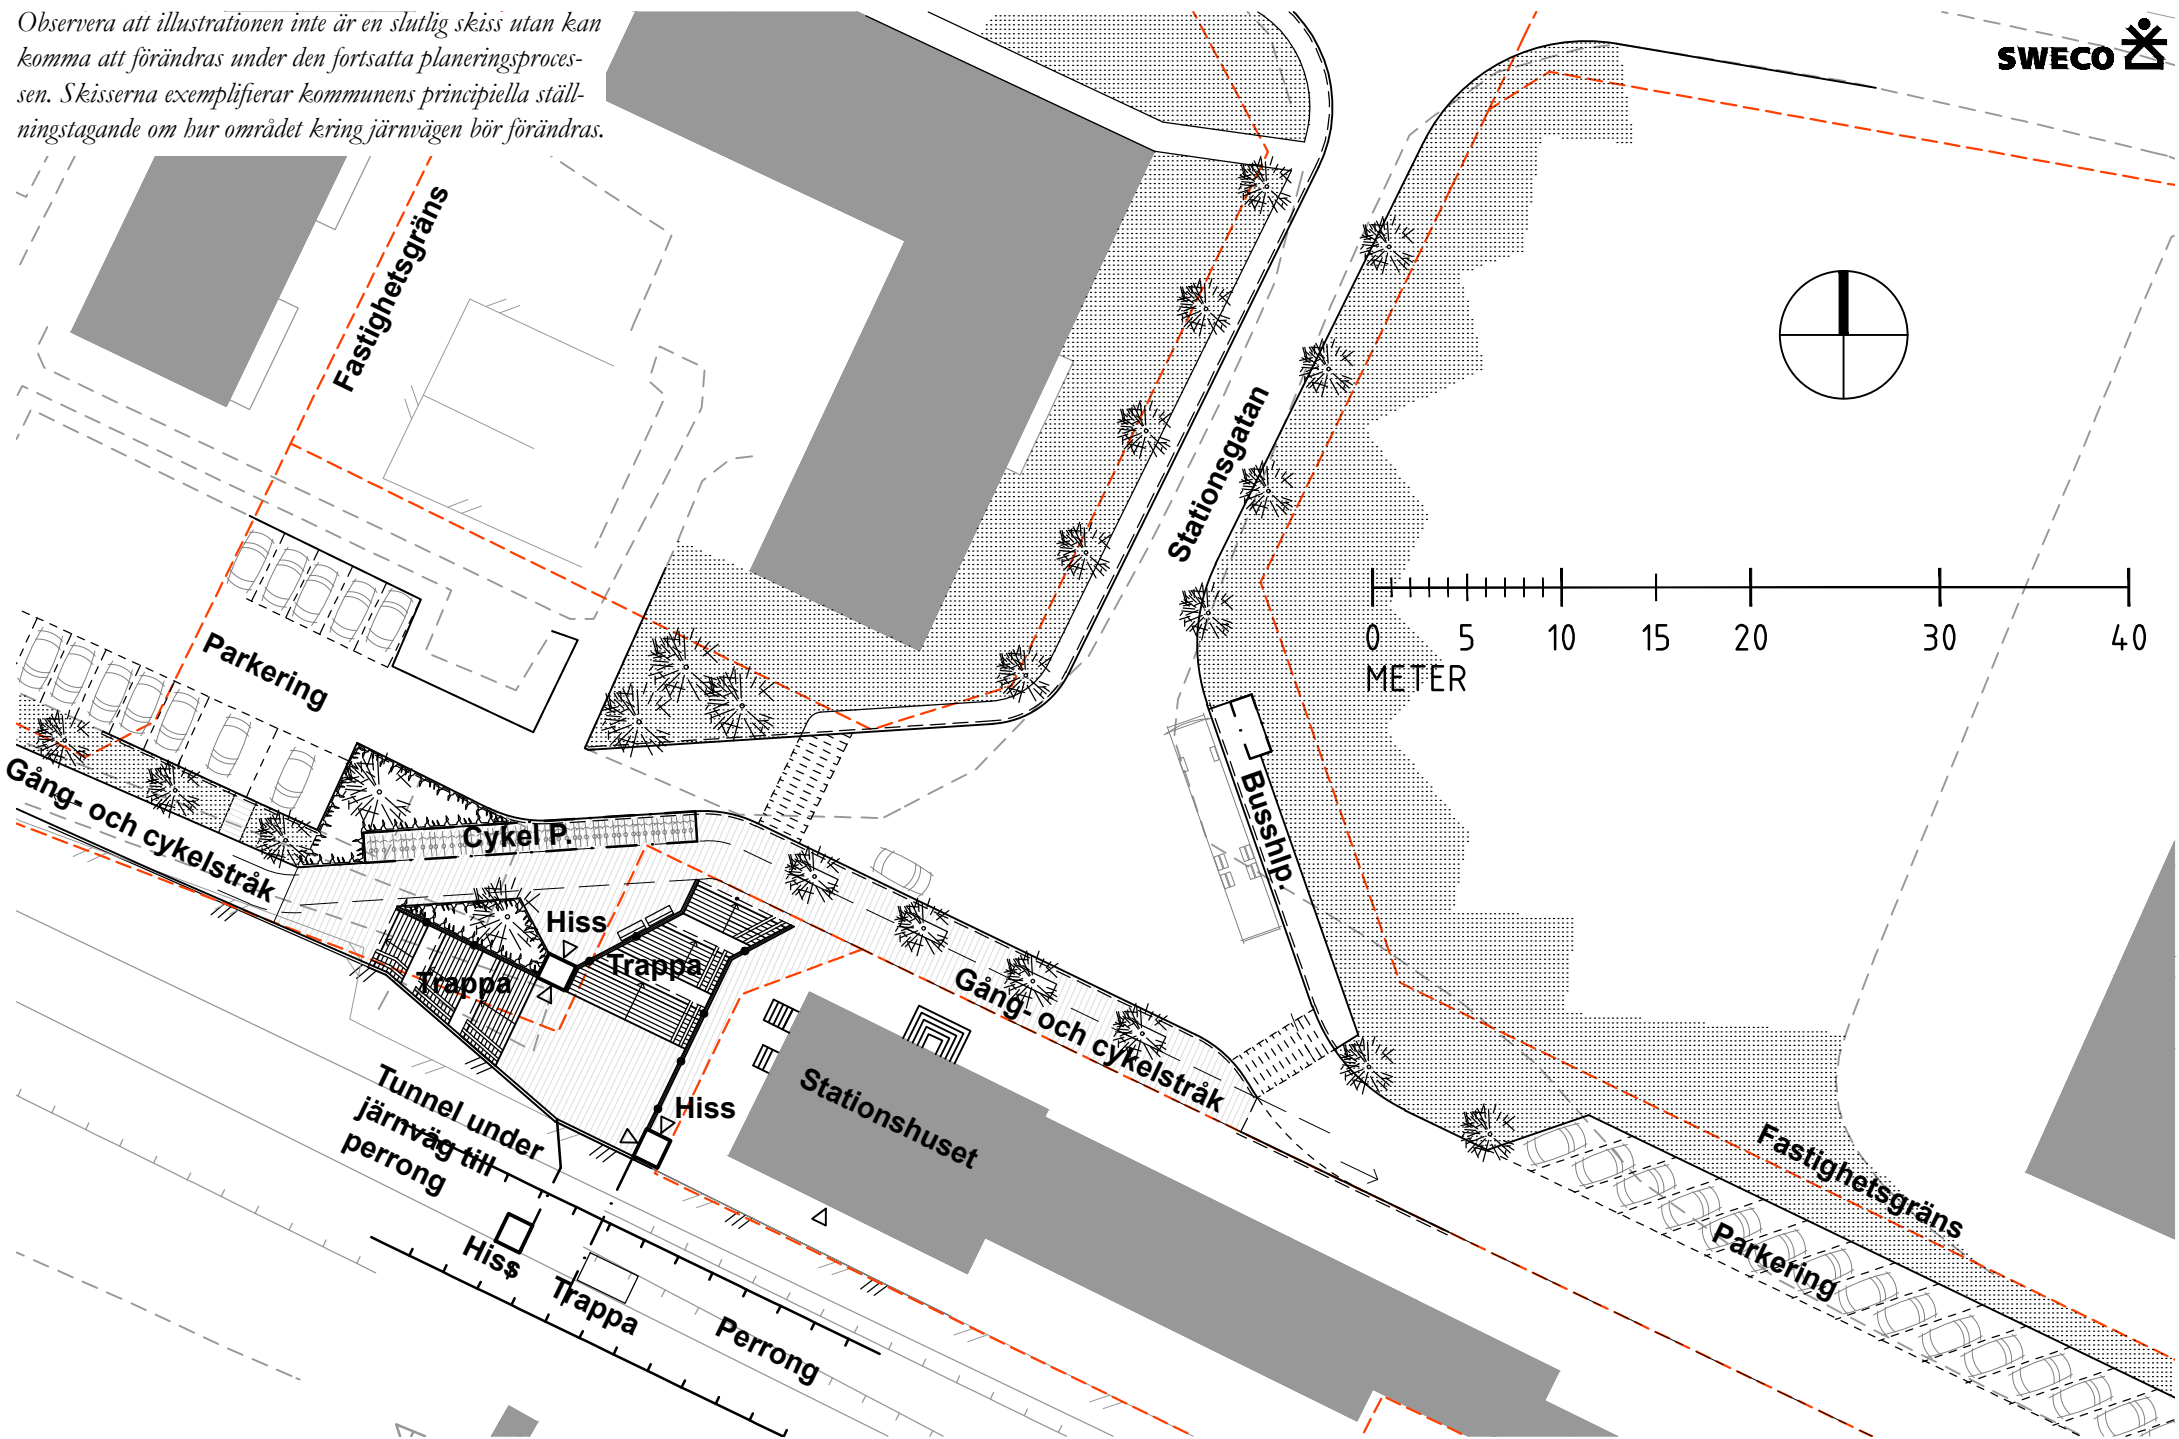 Observera att illustrationen inte är en slutlig skiss utan kan
komma att förändras under den fortsatta planeringsproces-
sen. Skisserna exemplifierar kommunens principiella ställ-
ningstagande om hur området kring järnvägen bör förändras.
SWECO
Fastighetsgräns
Stationsgatan
0 5 10 15 20 30 40
METER
Parkering
Gång- och cykelstråk
Cykel P.
Busshlp.
Hiss
Trappa
Trappa
Gång- och cykelstråk
Hiss
Stationshuset
Tunnel under
järnväg till
perrong
Hiss
Trappa
Perrong
Fastighetsgräns
Parkering